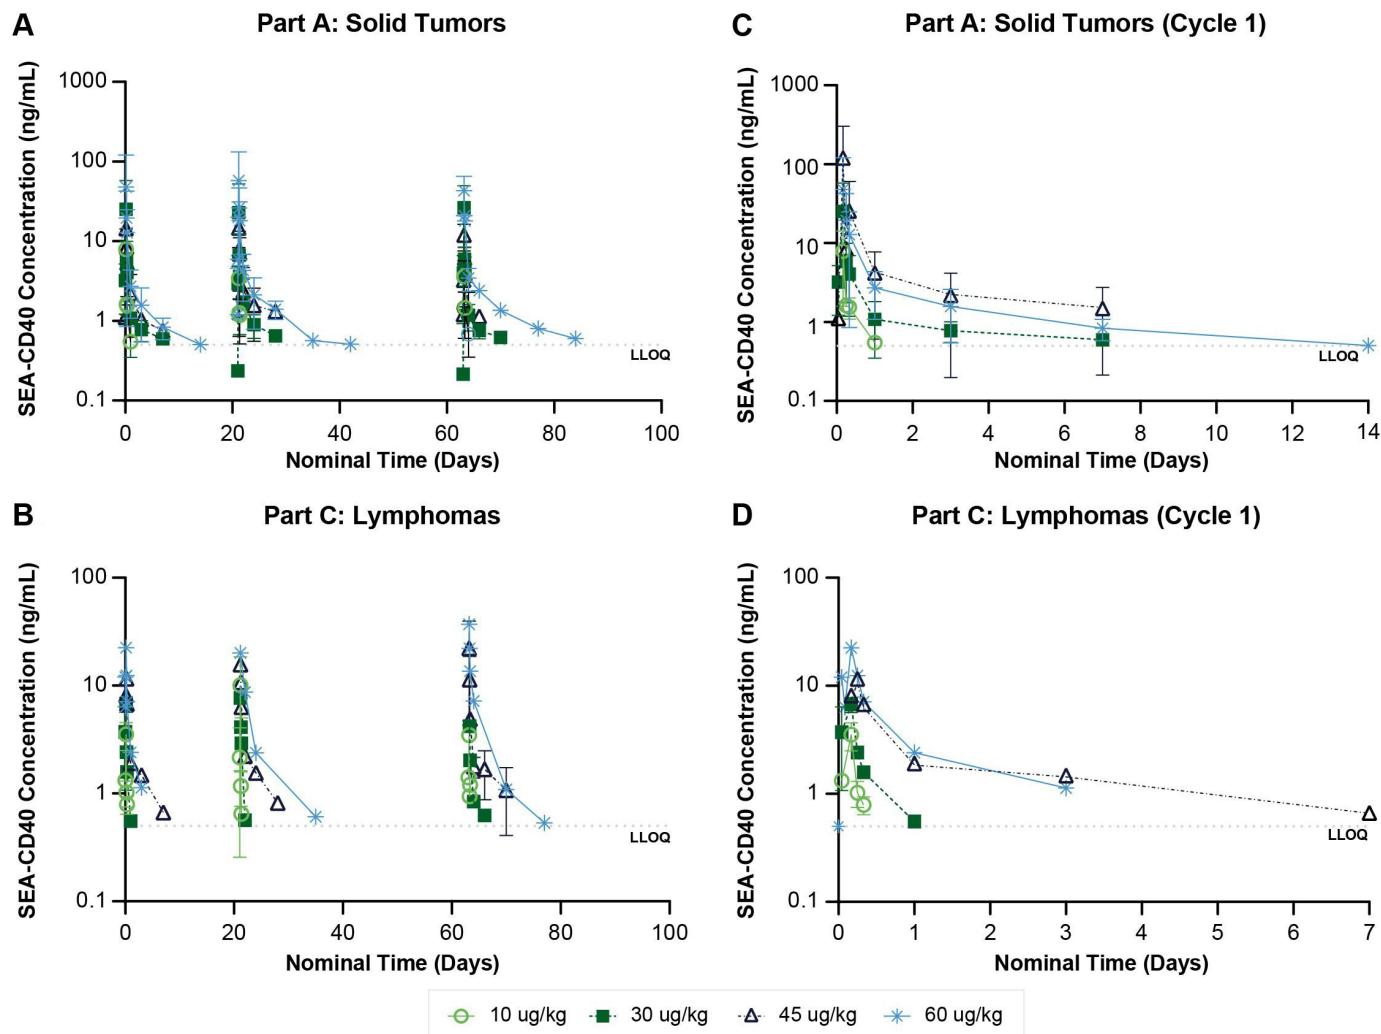 A
Part A: Solid Tumors
SEA-CD40 Concentration (ng/mL)
1000
100
10
1
0.1
LLOQ
0 20 40 60 80 100
Nominal Time (Days)
C
Part A: Solid Tumors (Cycle 1)
SEA-CD40 Concentration (ng/mL)
1000
100
10
1
0.1
LLOQ
0 2 4 6 8 10 12 14
Nominal Time (Days)
B
Part C: Lymphomas
SEA-CD40 Concentration (ng/mL)
100
10
1
0.1
LLOQ
0 20 40 60 80 100
Nominal Time (Days)
D
Part C: Lymphomas (Cycle 1)
SEA-CD40 Concentration (ng/mL)
100
10
1
0.1
LLOQ
0 1 2 3 4 5 6 7
Nominal Time (Days)
10 ug/kg 30 ug/kg 45 ug/kg 60 ug/kg